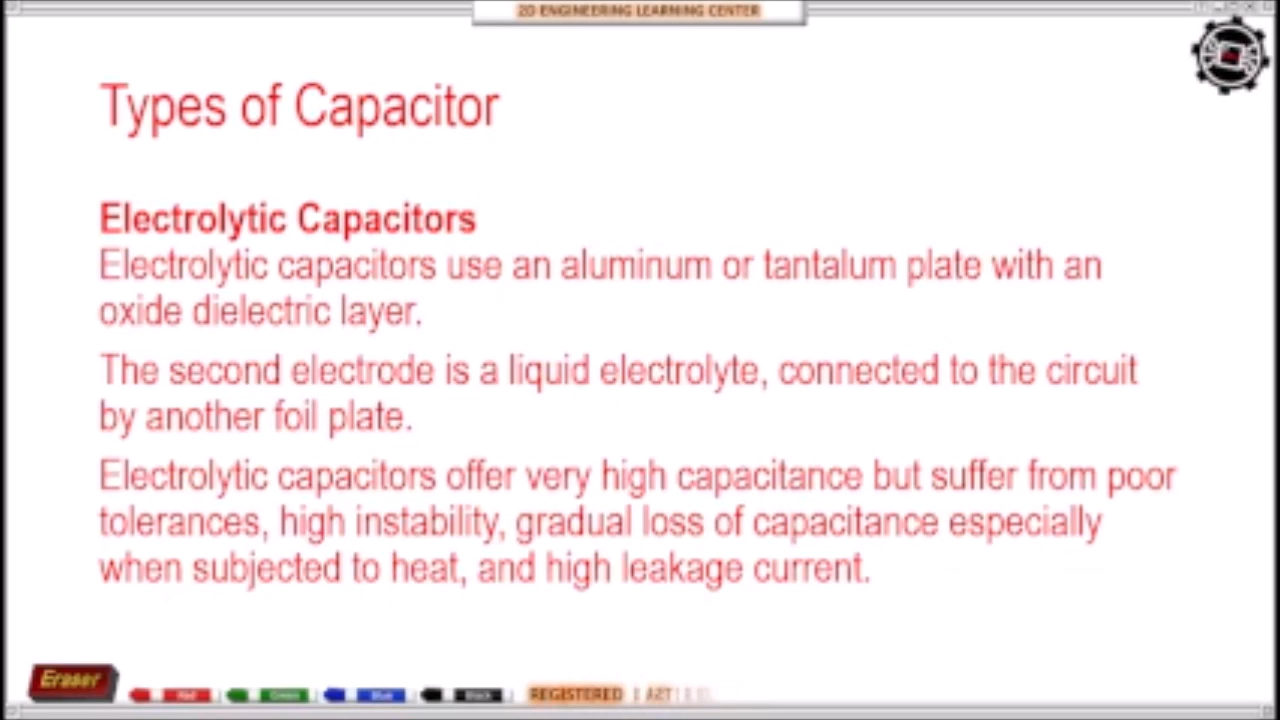 2D ENGINEERING LEARNING CENTER
Types of Capacitor
Electrolytic Capacitors
Electrolytic capacitors use an aluminum or tantalum plate with an
oxide dielectric layer.
The second electrode is a liquid electrolyte, connected to the circuit
by another foil plate.
Electrolytic capacitors offer very high capacitance but suffer from poor
tolerances, high instability, gradual loss of capacitance especially
when subjected to heat, and high leakage current.
Eraser
Red Green Blue Black REGISTERED